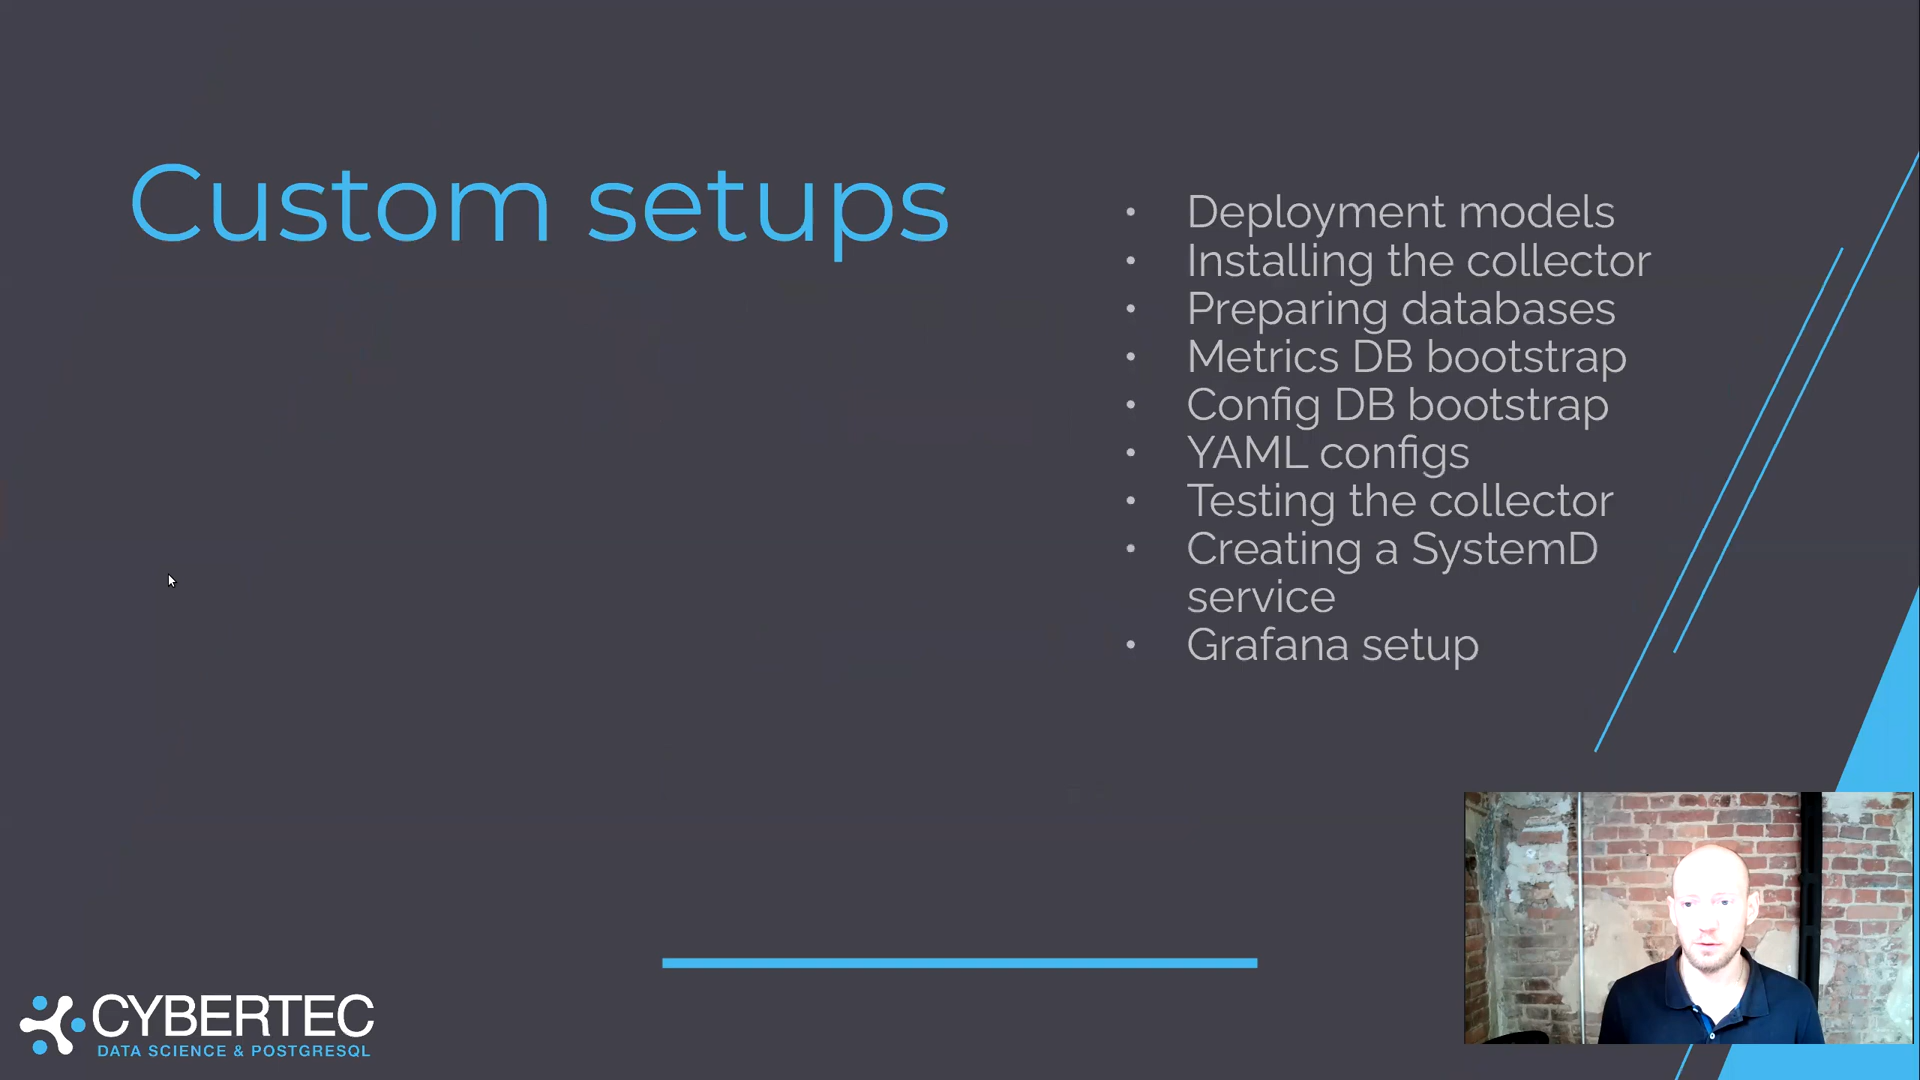 Custom setups
• Deployment models
• Installing the collector
• Preparing databases
• Metrics DB bootstrap
• Config DB bootstrap
• YAML configs
• Testing the collector
• Creating a SystemD
service
• Grafana setup
CYBERTEC
DATA SCIENCE & POSTGRESQL